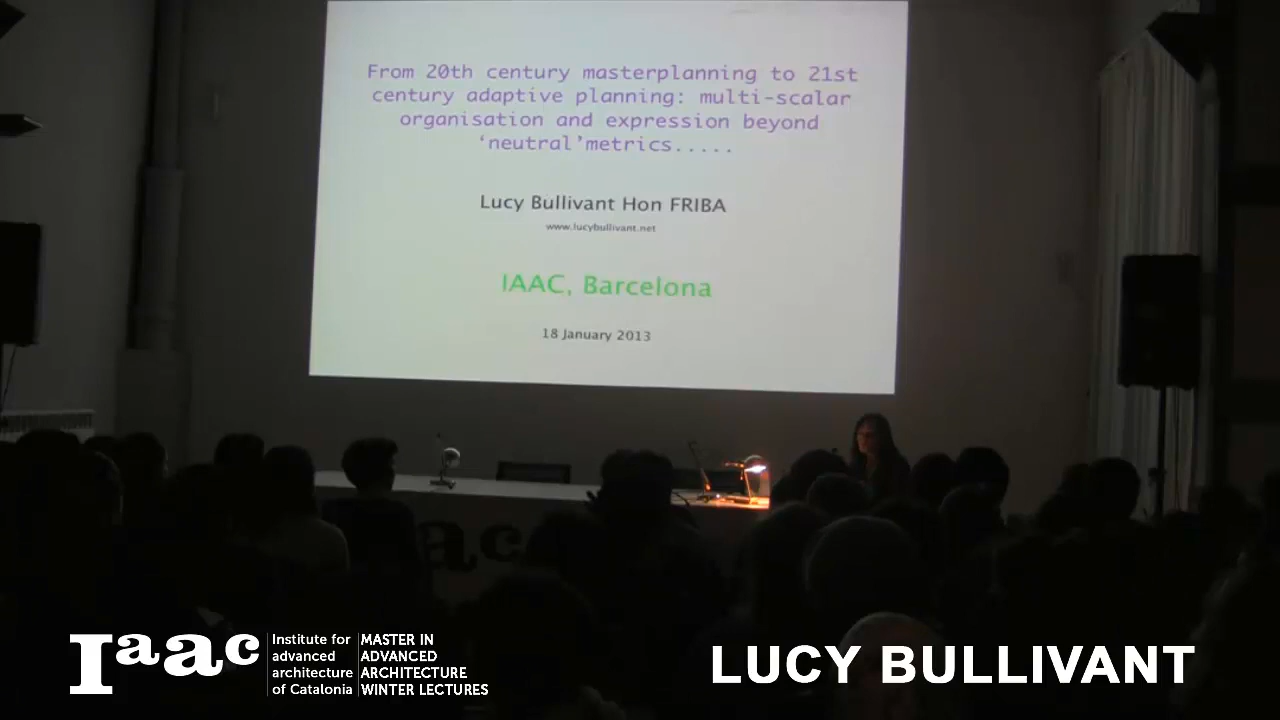 From 20th century masterplanning to 21st
century adaptive planning: multi-scalar
organisation and expression beyond
‘neutral’metrics.....
Lucy Bullivant Hon FRIBA
www.lucybullivant.net
IAAC, Barcelona
18 January 2013
Iaac
Iaac
Institute for
advanced
architecture
of Catalonia
MASTER IN
ADVANCED
ARCHITECTURE
WINTER LECTURES
LUCY BULLIVANT